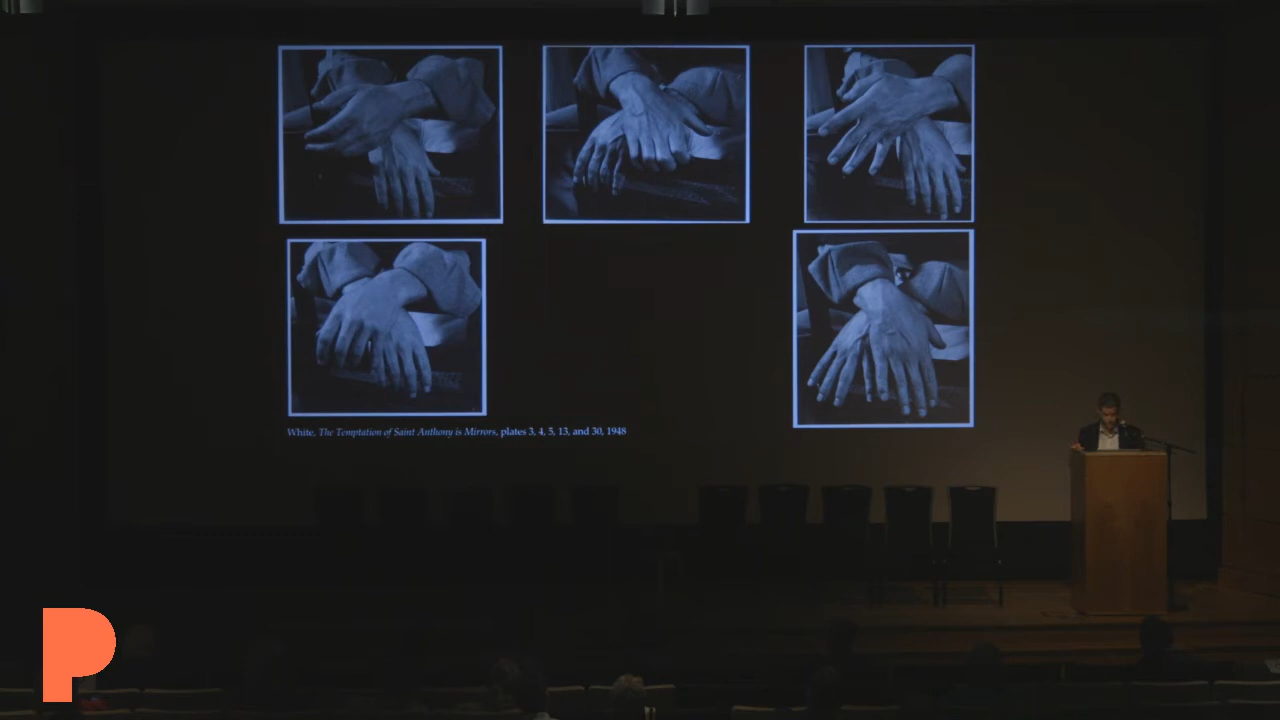 White, The Temptation of Saint Anthony is Mirrors, plates 3, 4, 5, 13, and 30, 1948
P